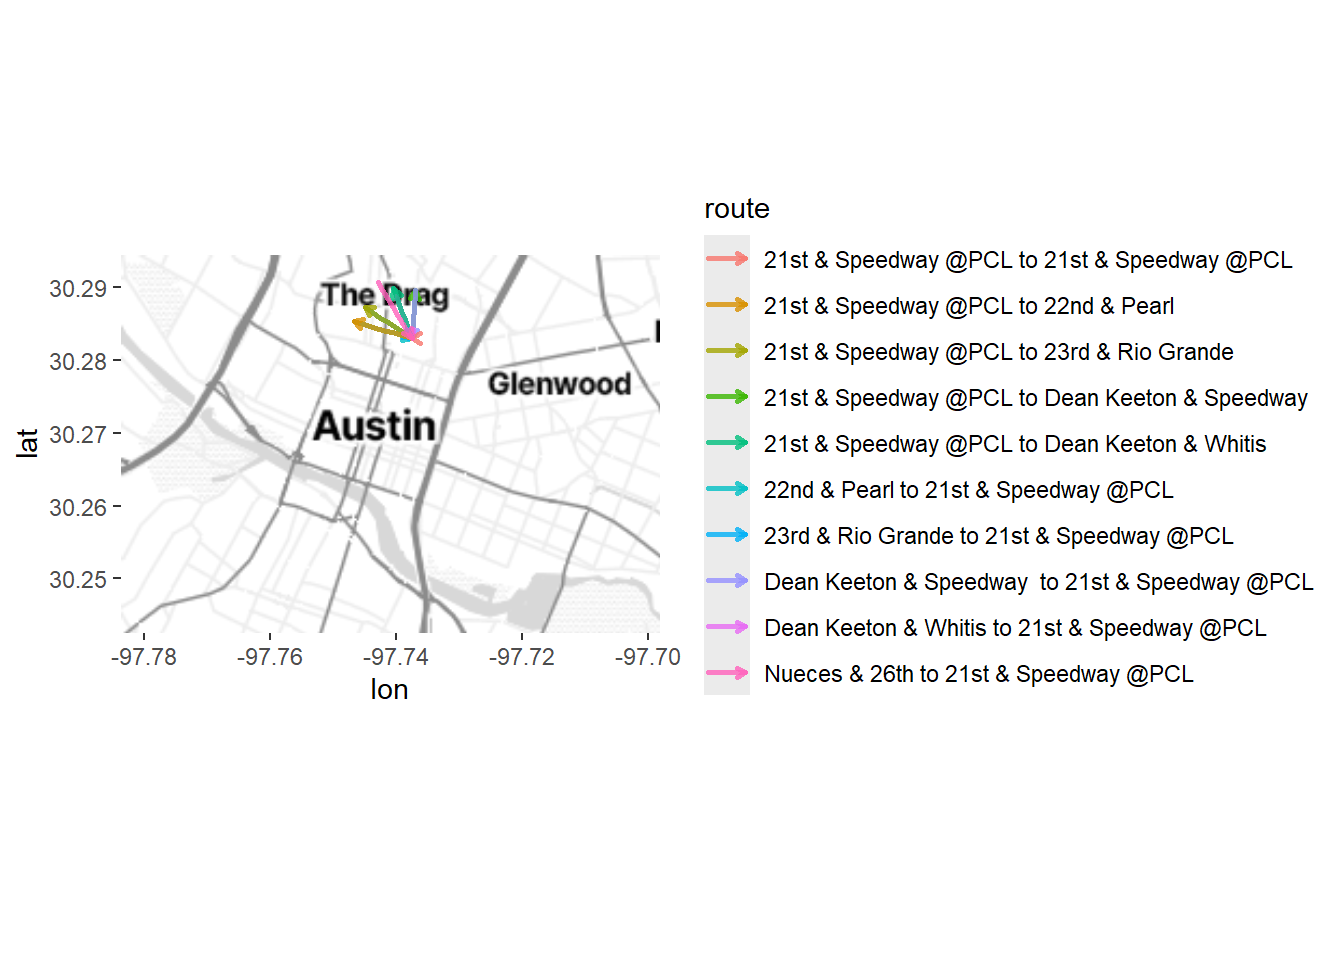 route
21st & Speedway @PCL to 21st & Speedway @PCL
21st & Speedway @PCL to 22nd & Pearl
21st & Speedway @PCL to 23rd & Rio Grande
21st & Speedway @PCL to Dean Keeton & Speedway
21st & Speedway @PCL to Dean Keeton & Whitis
22nd & Pearl to 21st & Speedway @PCL
23rd & Rio Grande to 21st & Speedway @PCL
Dean Keeton & Speedway  to 21st & Speedway @PCL
Dean Keeton & Whitis to 21st & Speedway @PCL
Nueces & 26th to 21st & Speedway @PCL
The Drag
Glenwood
Austin
lat
30.29
30.28
30.27
30.26
30.25
-97.78
-97.76
-97.74
-97.72
-97.70
lon